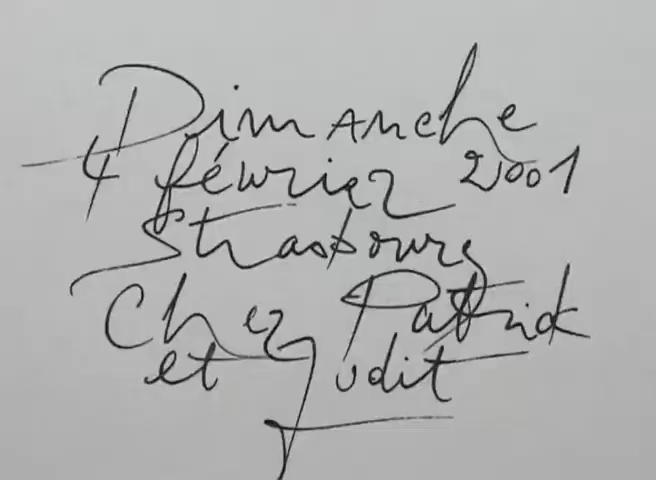 Dimanche
4 février 2001
Strasbourg
Chez Patrick
et Judit